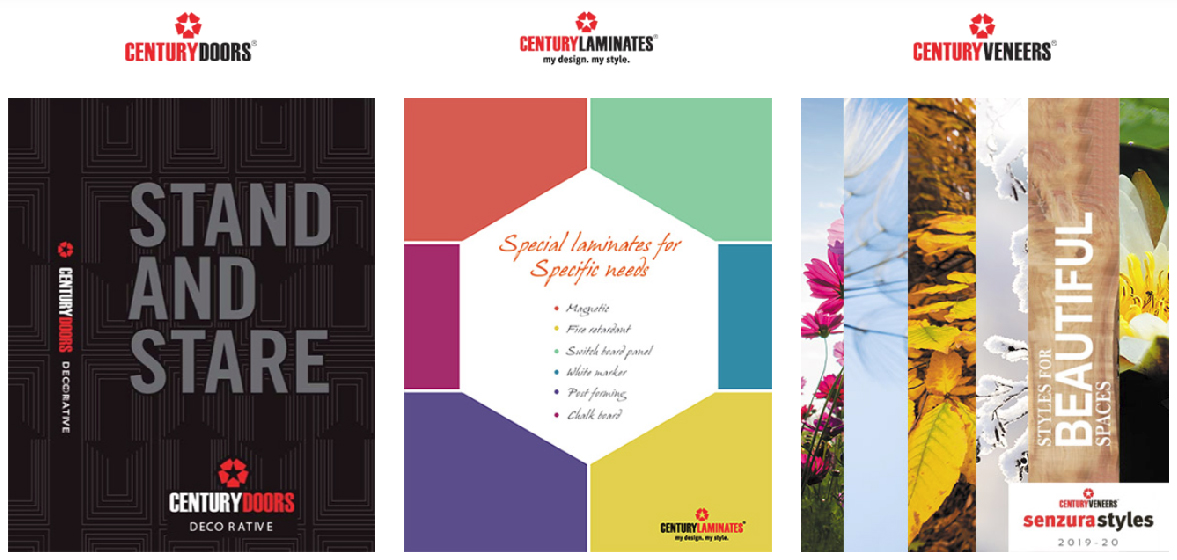 CENTURYDOORS®
CENTURYLAMINATES®
my design. my style.
CENTURYVENEERS®
STAND
AND
STARE
CENTURYDOORS DECORATIVE
CENTURYDOORS
DECORATIVE
Special laminates for
Specific needs
• Magnetic
• Fire retardant
• Switch board panel
• White marker
• Post forming
• Chalk board
CENTURYLAMINATES®
my design. my style.
STYLES FOR
BEAUTIFUL
SPACES
CENTURYVENEERS®
senzura styles
2019-20